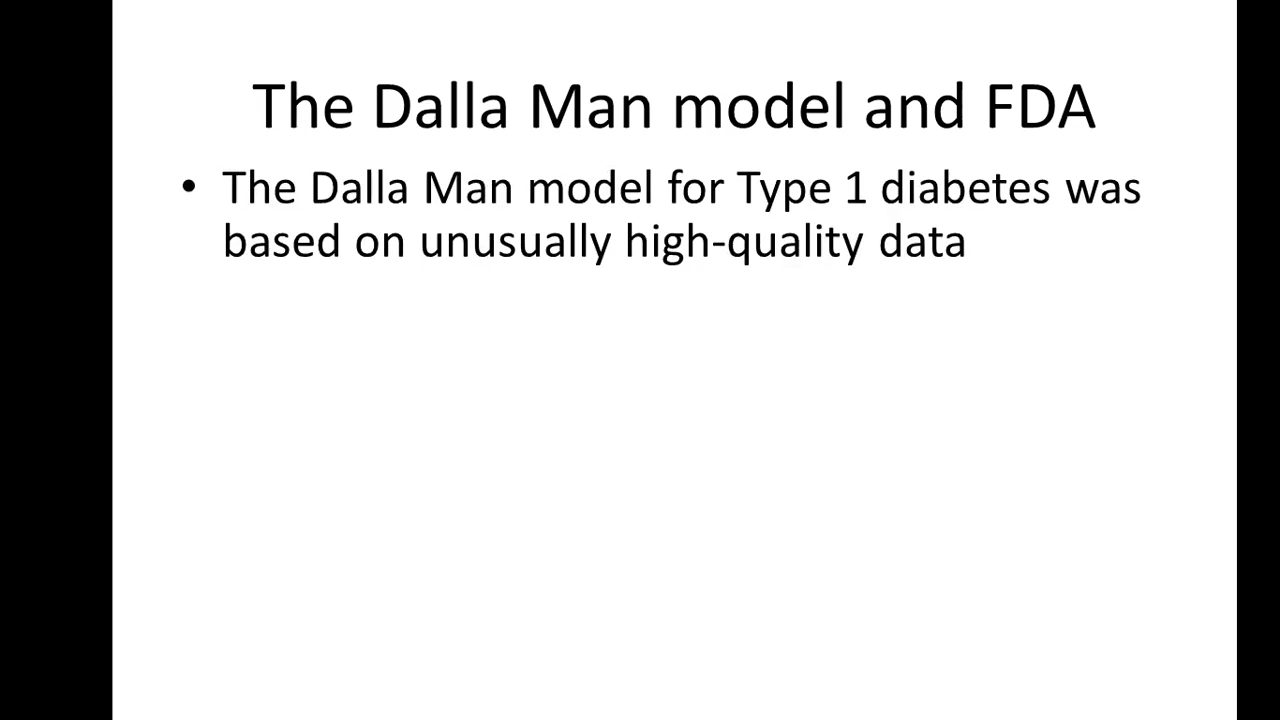 The Dalla Man model and FDA
• The Dalla Man model for Type 1 diabetes was
based on unusually high-quality data